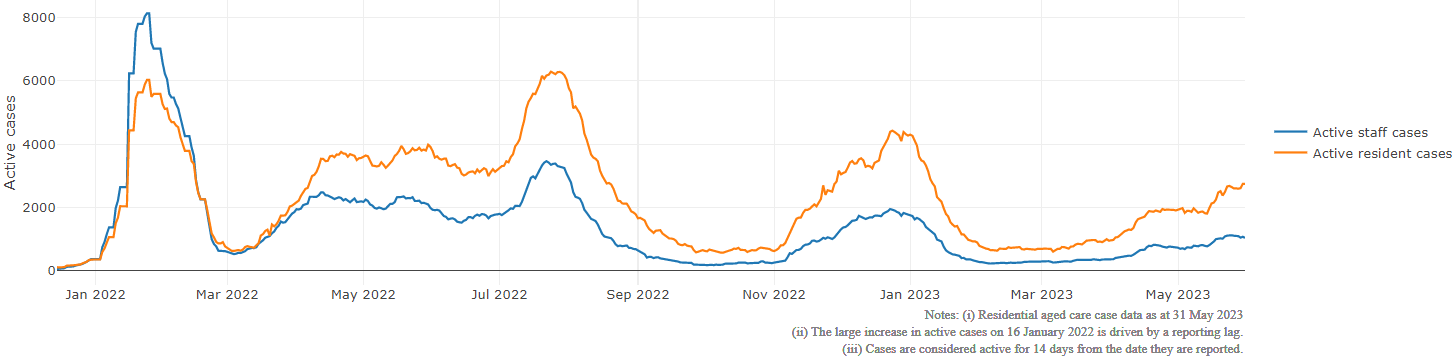 8000
6000
4000
2000
0
Active cases
Jan 2022
Mar 2022
May 2022
Jul 2022
Sep 2022
Nov 2022
Jan 2023
Mar 2023
May 2023
Active staff cases
Active resident cases
Notes: (i) Residential aged care case data as at 31 May 2023
(ii) The large increase in active cases on 16 January 2022 is driven by a reporting lag.
(iii) Cases are considered active for 14 days from the date they are reported.